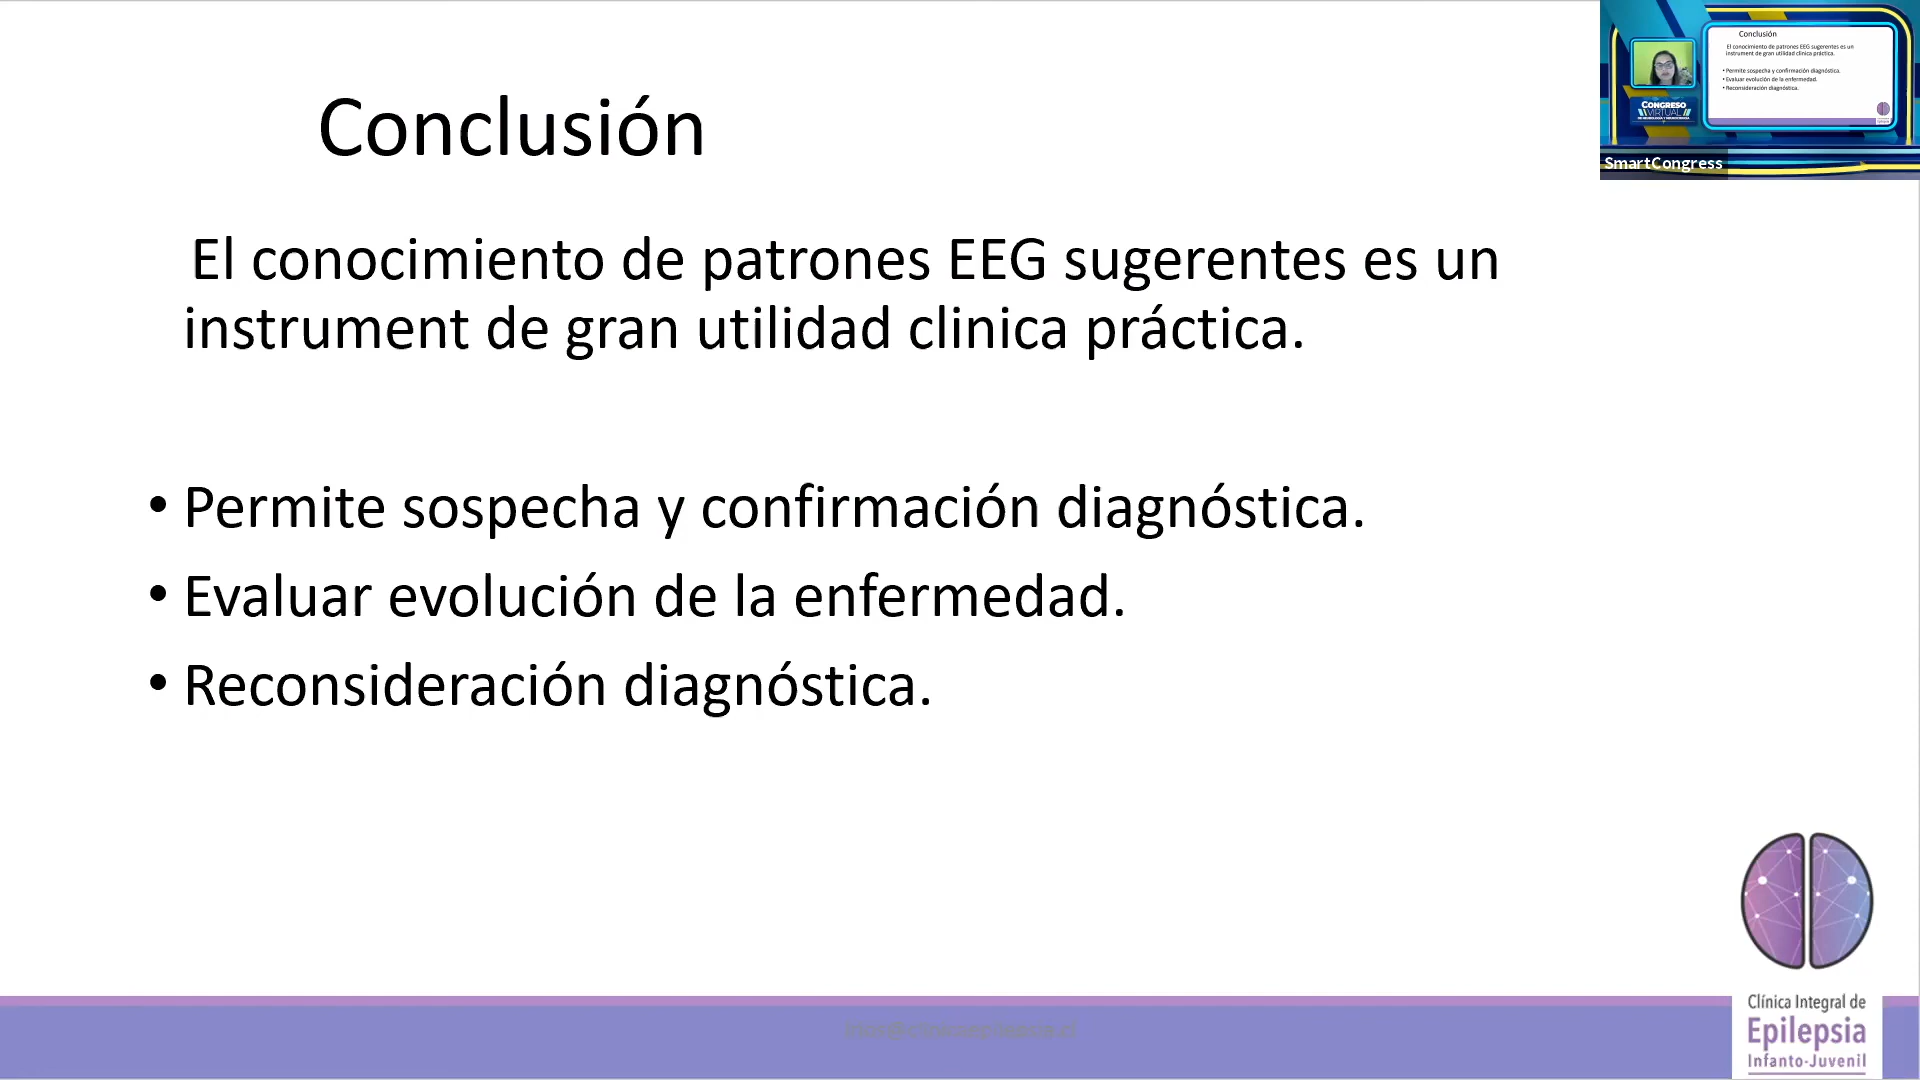 Conclusión
El conocimiento de patrones EEG sugerentes es un
instrument de gran utilidad clinica práctica.
• Permite sospecha y confirmación diagnóstica.
• Evaluar evolución de la enfermedad.
• Reconsideración diagnóstica.
Conclusión
El conocimiento de patrones EEG sugerentes es un
instrument de gran utilidad clinica práctica.
• Permite sospecha y confirmación diagnóstica.
• Evaluar evolución de la enfermedad.
• Reconsideración diagnóstica.
CONGRESO
VIRTUAL
SmartCongress
Clínica Integral de
Epilepsia
Infanto-Juvenil